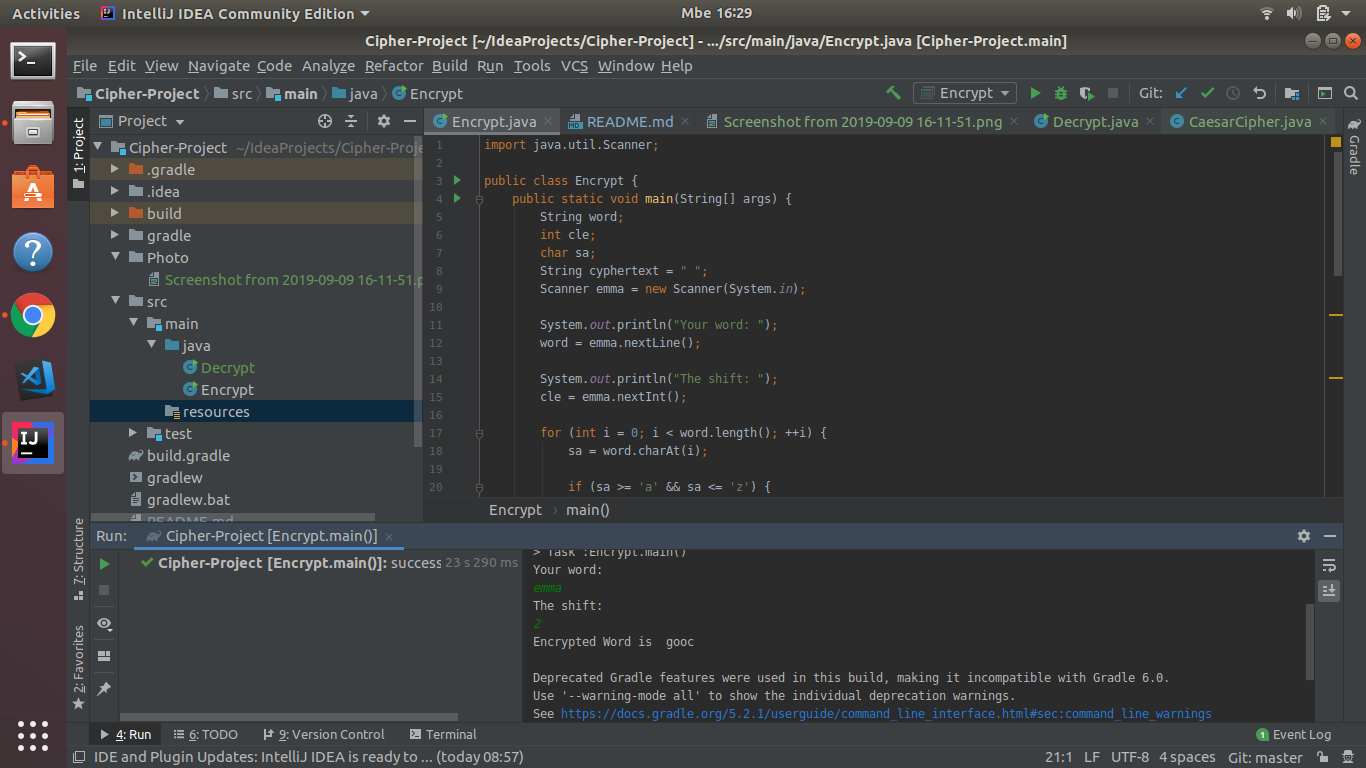 Activities IntelliJ IDEA Community Edition Mbe 16:29
Cipher-Project [~/IdeaProjects/Cipher-Project] - .../src/main/java/Encrypt.java [Cipher-Project.main]
File Edit View Navigate Code Analyze Refactor Build Run Tools VCS Window Help
Cipher-Project src main java Encrypt Encrypt Git:
1: Project
Project
Encrypt.java README.md Screenshot from 2019-09-09 16-11-51.png Decrypt.java CaesarCipher.java
Gradle
Cipher-Project ~/IdeaProjects/Cipher-Proje
.gradle
.idea
build
gradle
Photo
Screenshot from 2019-09-09 16-11-51.p
src
main
java
Decrypt
Encrypt
resources
test
build.gradle
gradlew
gradlew.bat
README.md
1 import java.util.Scanner;
2
3 public class Encrypt {
4 public static void main(String[] args) {
5 String word;
6 int cle;
7 char sa;
8 String cyphertext = " ";
9 Scanner emma = new Scanner(System.in);
10
11 System.out.println("Your word: ");
12 word = emma.nextLine();
13
14 System.out.println("The shift: ");
15 cle = emma.nextInt();
16
17 for (int i = 0; i < word.length(); ++i) {
18 sa = word.charAt(i);
19
20 if (sa >= 'a' && sa <= 'z') {
Encrypt › main()
7: Structure
2: Favorites
Run: Cipher-Project [Encrypt.main()]
Cipher-Project [Encrypt.main()]: success 23 s 290 ms
> Task :Encrypt.main()
Your word:
emma
The shift:
2
Encrypted Word is  gooc
Deprecated Gradle features were used in this build, making it incompatible with Gradle 6.0.
Use '--warning-mode all' to show the individual deprecation warnings.
See https://docs.gradle.org/5.2.1/userguide/command_line_interface.html#sec:command_line_warnings
4: Run 6: TODO 9: Version Control Terminal 1 Event Log
IDE and Plugin Updates: IntelliJ IDEA is ready to ... (today 08:57) 21:1 LF UTF-8 4 spaces Git: master